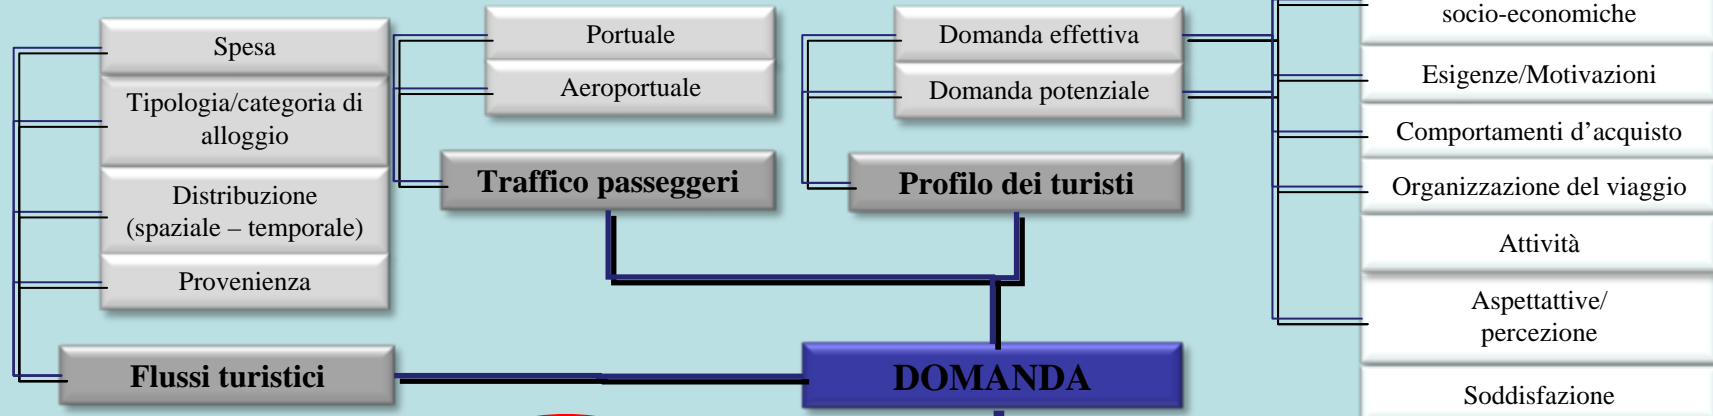 Spesa
Tipologia/categoria di
alloggio
Distribuzione
(spaziale – temporale)
Provenienza
Flussi turistici
Portuale
Aeroportuale
Traffico passeggeri
Domanda effettiva
Domanda potenziale
Profilo dei turisti
DOMANDA
socio-economiche
Esigenze/Motivazioni
Comportamenti d’acquisto
Organizzazione del viaggio
Attività
Aspettattive/
percezione
Soddisfazione